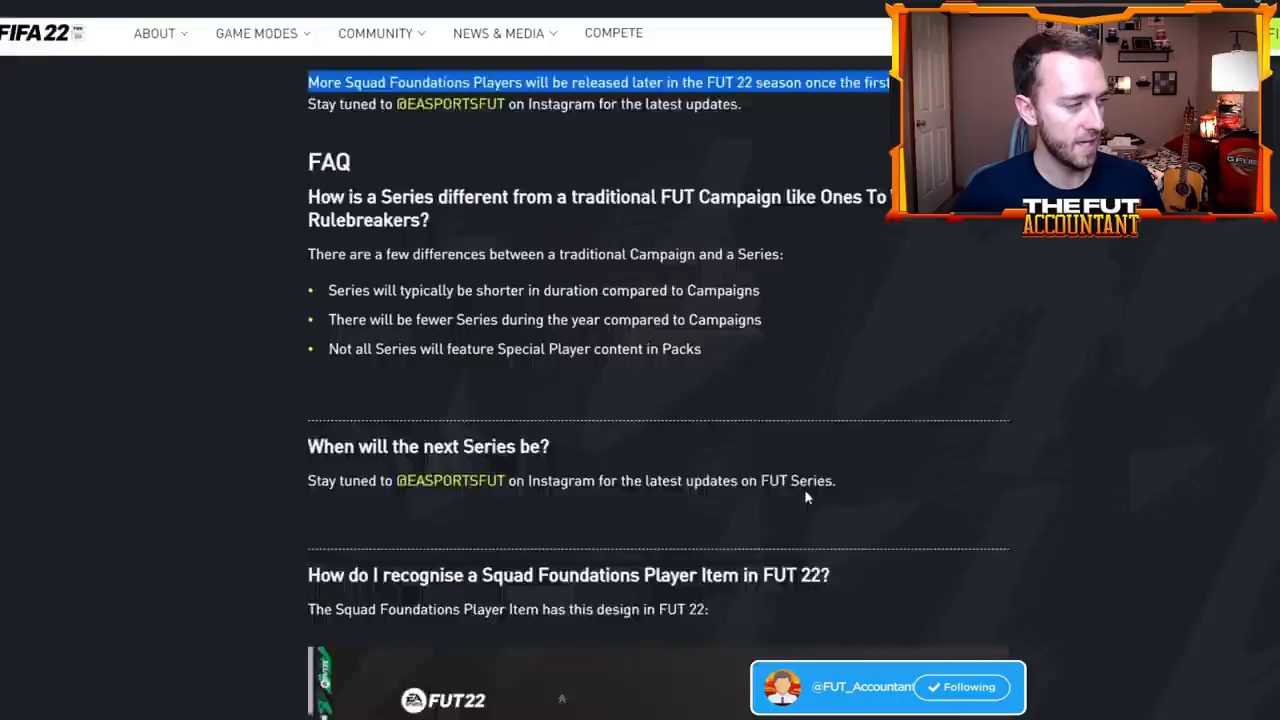 FIFA 22
ABOUT GAME MODES COMMUNITY NEWS & MEDIA COMPETE
More Squad Foundations Players will be released later in the FUT 22 season once the first
Stay tuned to @EASPORTSFUT on Instagram for the latest updates.
FAQ
How is a Series different from a traditional FUT Campaign like Ones To
Rulebreakers?
There are a few differences between a traditional Campaign and a Series:
• Series will typically be shorter in duration compared to Campaigns
• There will be fewer Series during the year compared to Campaigns
• Not all Series will feature Special Player content in Packs
THE FUT
ACCOUNTANT
When will the next Series be?
Stay tuned to @EASPORTSFUT on Instagram for the latest updates on FUT Series.
How do I recognise a Squad Foundations Player Item in FUT 22?
The Squad Foundations Player Item has this design in FUT 22:
EA SPORTS FUT22
@FUT_Accountant Following